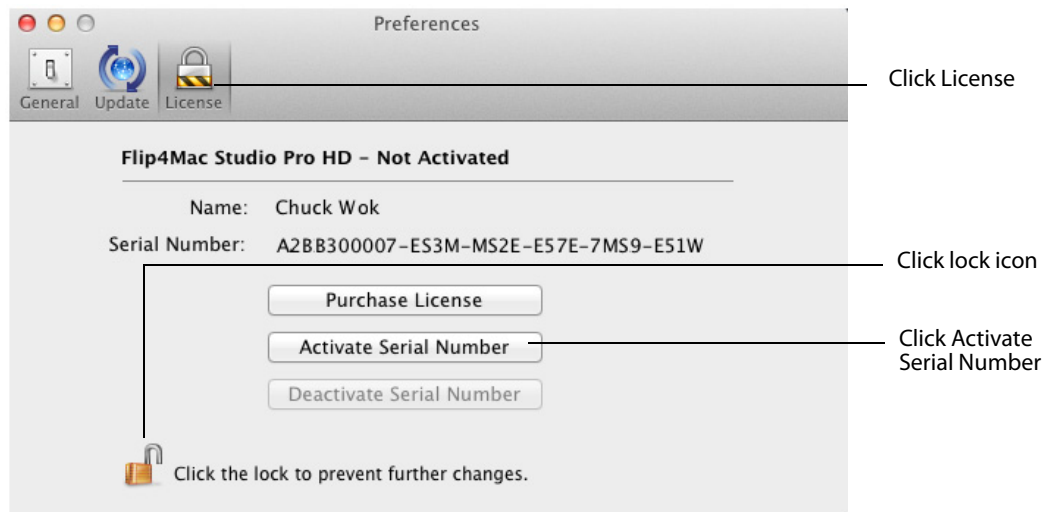 Preferences
General Update License
Click License
Flip4Mac Studio Pro HD – Not Activated
Name: Chuck Wok
Serial Number: A2BB300007-ES3M-MS2E-E57E-7MS9-E51W
Click lock icon
Purchase License
Activate Serial Number
Click Activate
Serial Number
Deactivate Serial Number
Click the lock to prevent further changes.